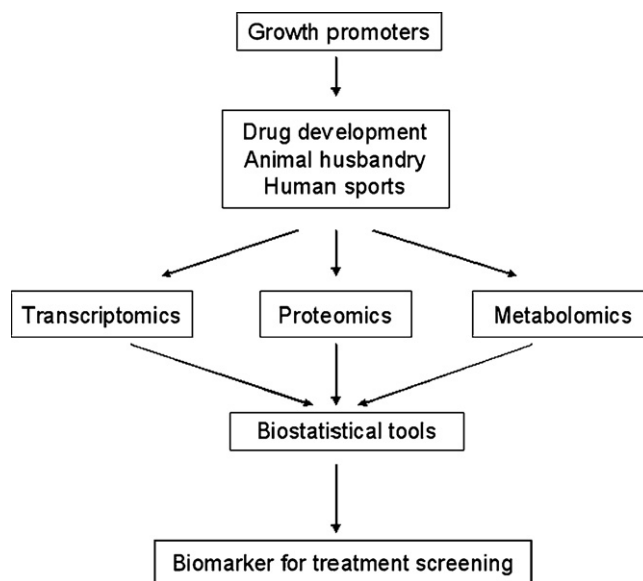 Growth promoters
Drug development
Animal husbandry
Human sports
Transcriptomics
Proteomics
Metabolomics
Biostatistical tools
Biomarker for treatment screening